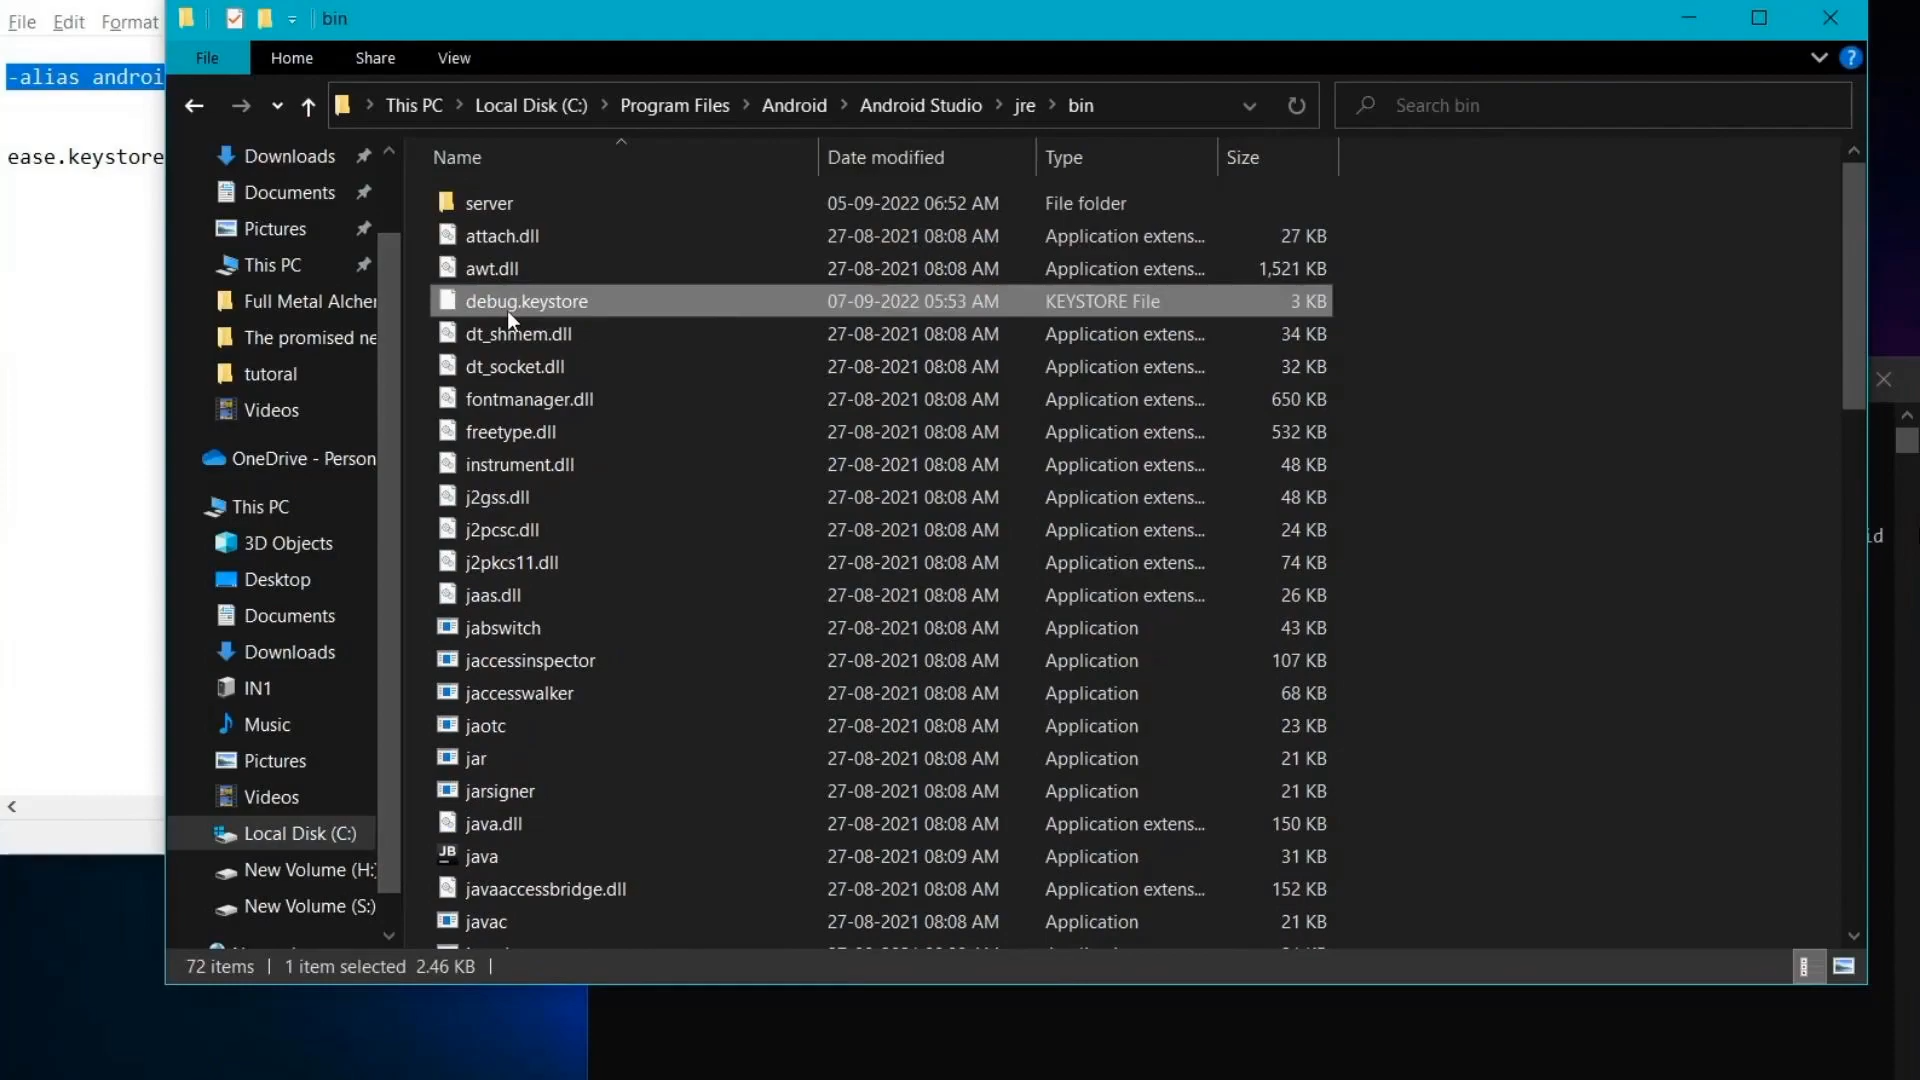 File Edit Format
-alias androi
ease.keystore
bin
File Home Share View
This PC Local Disk (C:) Program Files Android Android Studio jre bin
Search bin
Downloads
Documents
Pictures
This PC
Full Metal Alcher
The promised ne
tutoral
Videos
OneDrive - Person
This PC
3D Objects
Desktop
Documents
Downloads
IN1
Music
Pictures
Videos
Local Disk (C:)
New Volume (H:)
New Volume (S:)
Name Date modified Type Size
server 05-09-2022 06:52 AM File folder
attach.dll 27-08-2021 08:08 AM Application extens... 27 KB
awt.dll 27-08-2021 08:08 AM Application extens... 1,521 KB
debug.keystore 07-09-2022 05:53 AM KEYSTORE File 3 KB
dt_shmem.dll 27-08-2021 08:08 AM Application extens... 34 KB
dt_socket.dll 27-08-2021 08:08 AM Application extens... 32 KB
fontmanager.dll 27-08-2021 08:08 AM Application extens... 650 KB
freetype.dll 27-08-2021 08:08 AM Application extens... 532 KB
instrument.dll 27-08-2021 08:08 AM Application extens... 48 KB
j2gss.dll 27-08-2021 08:08 AM Application extens... 48 KB
j2pcsc.dll 27-08-2021 08:08 AM Application extens... 24 KB
j2pkcs11.dll 27-08-2021 08:08 AM Application extens... 74 KB
jaas.dll 27-08-2021 08:08 AM Application extens... 26 KB
jabswitch 27-08-2021 08:08 AM Application 43 KB
jaccessinspector 27-08-2021 08:08 AM Application 107 KB
jaccesswalker 27-08-2021 08:08 AM Application 68 KB
jaotc 27-08-2021 08:08 AM Application 23 KB
jar 27-08-2021 08:08 AM Application 21 KB
jarsigner 27-08-2021 08:08 AM Application 21 KB
java.dll 27-08-2021 08:08 AM Application extens... 150 KB
JB java 27-08-2021 08:09 AM Application 31 KB
javaaccessbridge.dll 27-08-2021 08:08 AM Application extens... 152 KB
javac 27-08-2021 08:08 AM Application 21 KB
72 items 1 item selected 2.46 KB
id